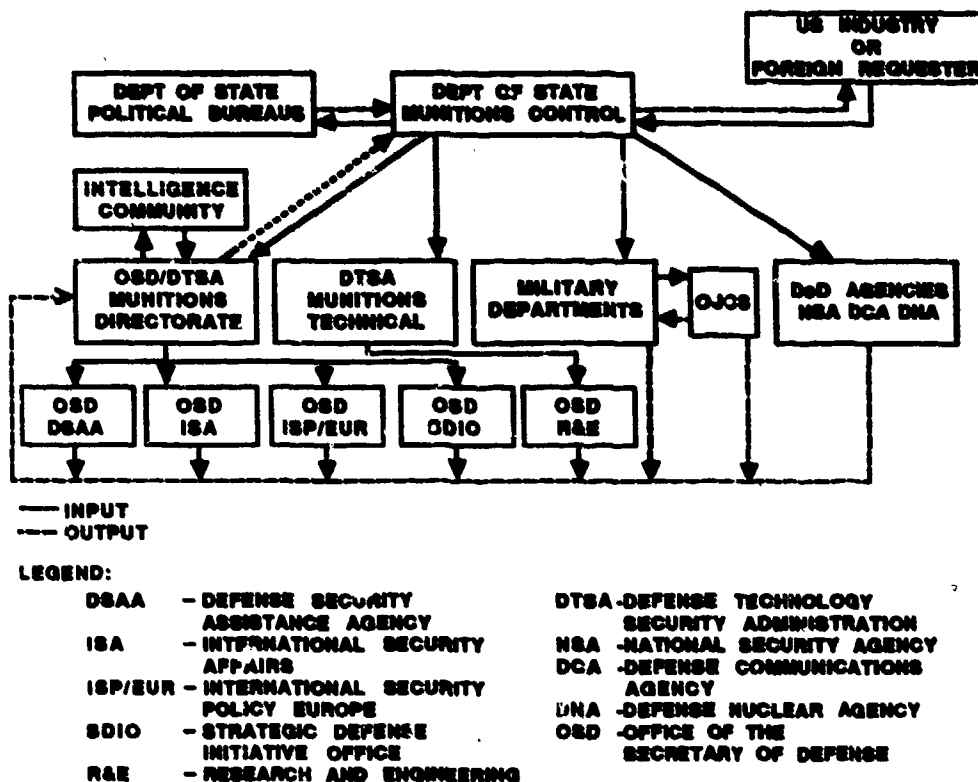 US INDUSTRY
OR
FOREIGN REQUESTER
DEPT OF STATE
POLITICAL BUREAUS
DEPT OF STATE
MUNITIONS CONTROL
INTELLIGENCE
COMMUNITY
OSD/DTSA
MUNITIONS
DIRECTORATE
DTSA
MUNITIONS
TECHNICAL
MILITARY
DEPARTMENTS
OJCS
DoD AGENCIES
NSA DCA DNA
OSD
DSAA
OSD
ISA
OSD
ISP/EUR
OSD
SDIO
OSD
R&E
INPUT
OUTPUT
LEGEND:
DSAA - DEFENSE SECURITY
ASSISTANCE AGENCY
ISA - INTERNATIONAL SECURITY
AFFAIRS
ISP/EUR - INTERNATIONAL SECURITY
POLICY EUROPE
SDIO - STRATEGIC DEFENSE
INITIATIVE OFFICE
R&E - RESEARCH AND ENGINEERING
DTSA -DEFENSE TECHNOLOGY
SECURITY ADMINISTRATION
NSA -NATIONAL SECURITY AGENCY
DCA -DEFENSE COMMUNICATIONS
AGENCY
DNA -DEFENSE NUCLEAR AGENCY
OSD -OFFICE OF THE
SECRETARY OF DEFENSE